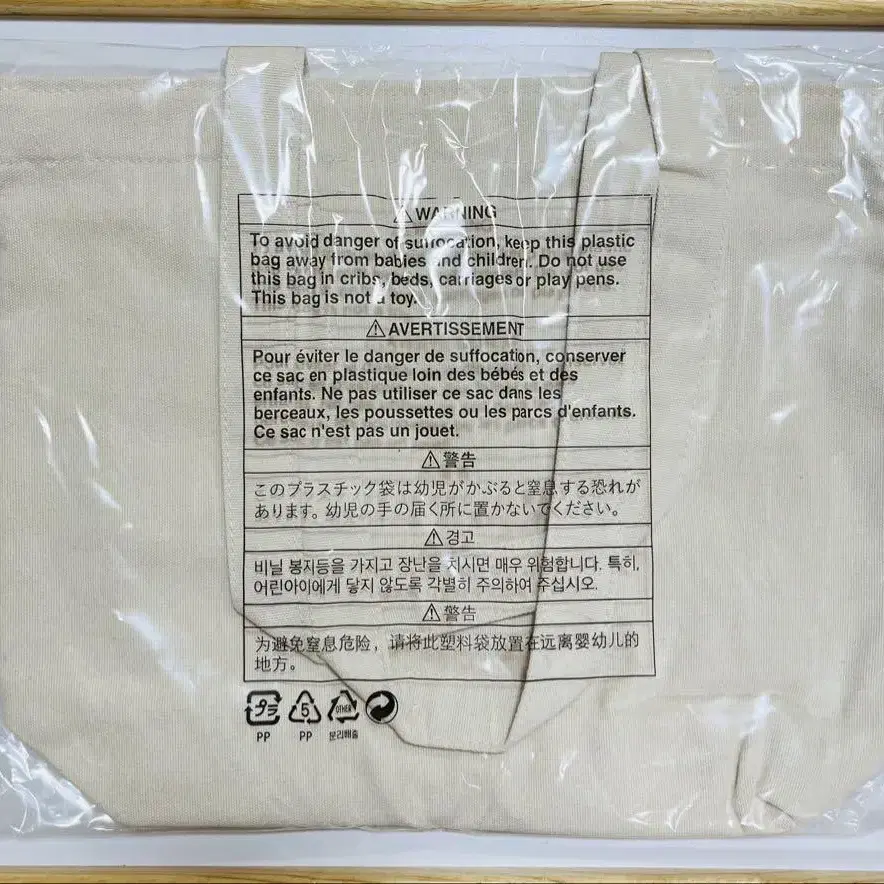 ⚠WARNING
To avoid danger of suffocation, keep this plastic
bag away from babies and children. Do not use
this bag in cribs, beds, carriages or play pens.
This bag is not a toy.
⚠AVERTISSEMENT
Pour éviter le danger de suffocation, conserver
ce sac en plastique loin des bébés et des
enfants. Ne pas utiliser ce sac dans les
berceaux, les poussettes ou les parcs d'enfants.
Ce sac n'est pas un jouet.
⚠警告
このプラスチック袋は幼児がかぶると窒息する恐れが
あります。幼児の手の届く所に置かないでください。
⚠경고
비닐 봉지등을 가지고 장난을 치시면 매우 위험합니다. 특히,
어린아이에게 닿지 않도록 각별히 주의하여 주십시오.
⚠警告
为避免窒息危险，请将此塑料袋放置在远离婴幼儿的
地方。
プラ 5 OTHER
PP PP 분리배출